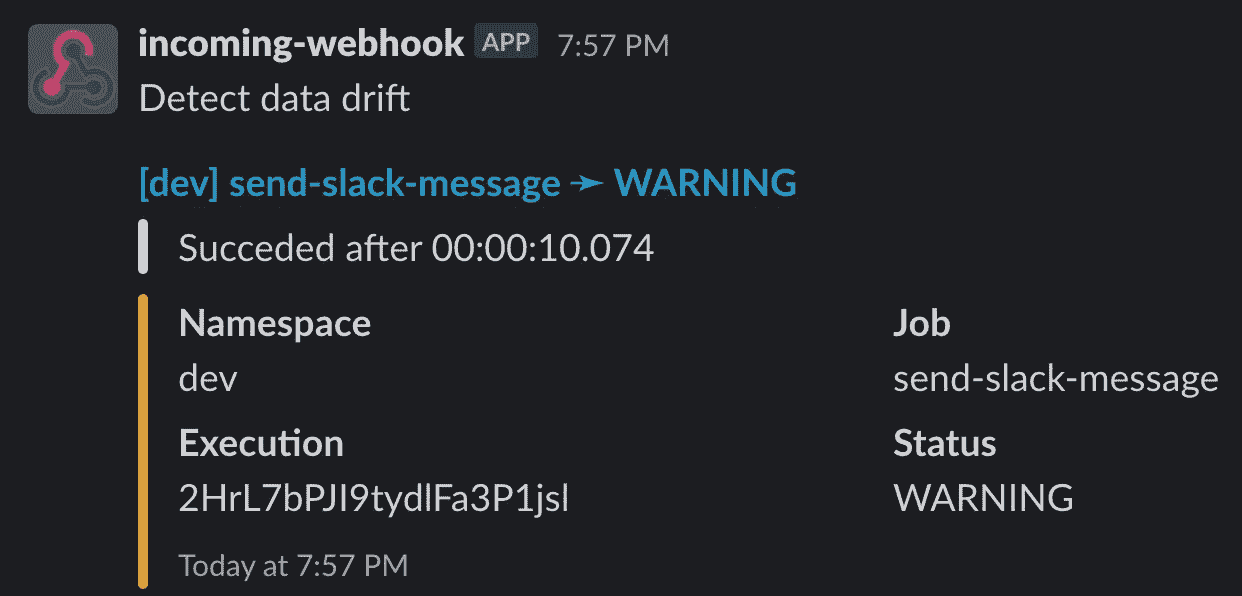 incoming-webhook APP 7:57 PM
Detect data drift
[dev] send-slack-message ➛ WARNING
Succeded after 00:00:10.074
Namespace Job
dev send-slack-message
Execution Status
2HrL7bPJI9tydlFa3P1jsl WARNING
Today at 7:57 PM